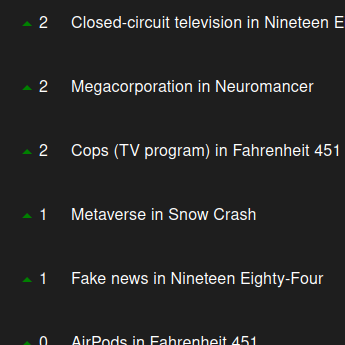 2 Closed-circuit television in Nineteen E
2 Megacorporation in Neuromancer
2 Cops (TV program) in Fahrenheit 451
1 Metaverse in Snow Crash
1 Fake news in Nineteen Eighty-Four
0 AirPods in Fahrenheit 451